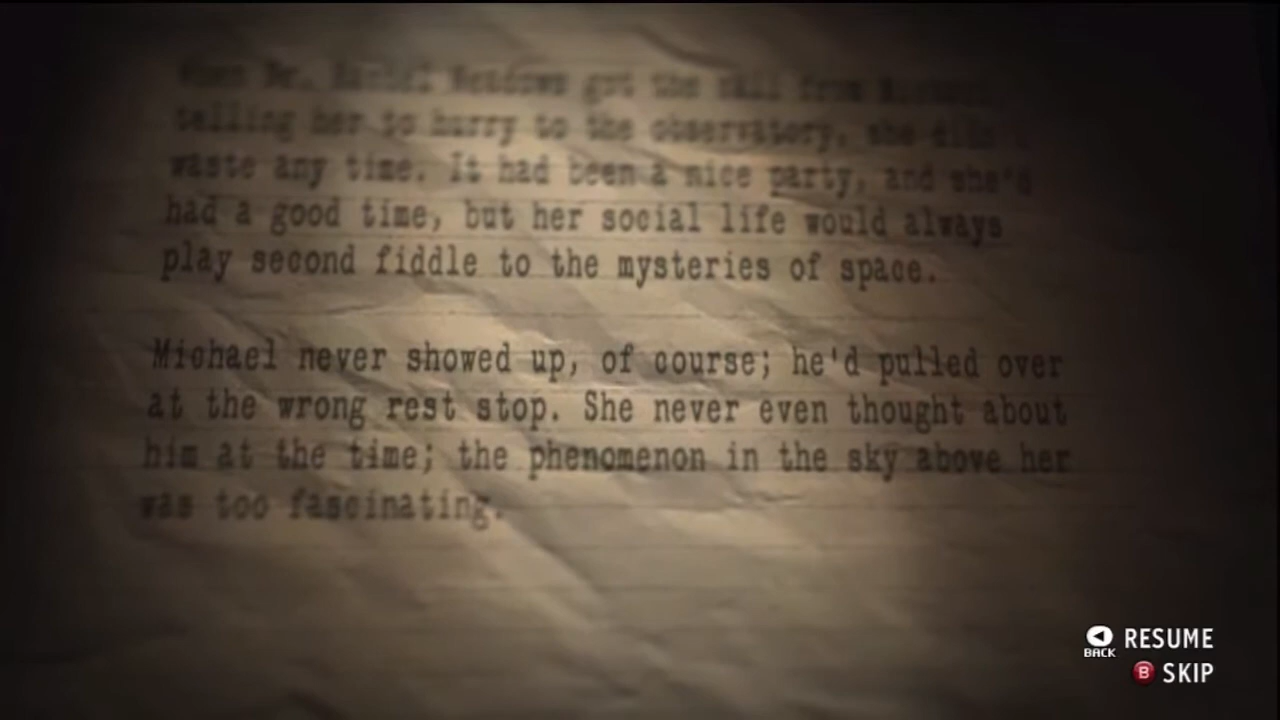 When Dr. Rachel Meadows got the call from
telling her to hurry to the observatory, she didn't
waste any time. It had been a nice party, and she'd
had a good time, but her social life would always
play second fiddle to the mysteries of space.
Michael never showed up, of course; he'd pulled over
at the wrong rest stop. She never even thought about
him at the time; the phenomenon in the sky above her
was too fascinating.
BACK RESUME
B SKIP